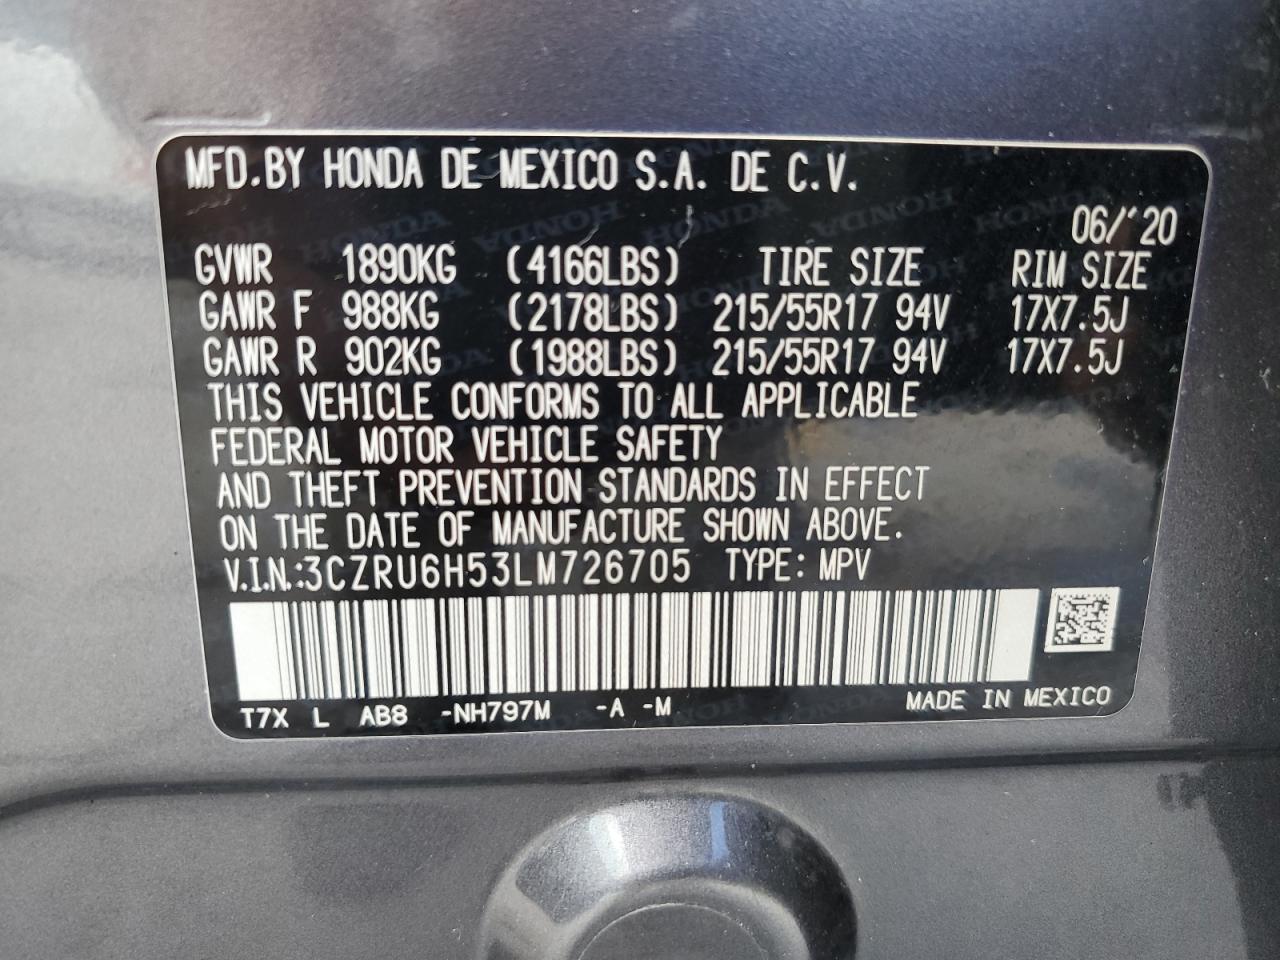 MFD.BY HONDA DE MEXICO S.A. DE C.V.
06/'20
GVWR 1890KG (4166LBS) TIRE SIZE RIM SIZE
GAWR F 988KG (2178LBS) 215/55R17 94V 17X7.5J
GAWR R 902KG (1988LBS) 215/55R17 94V 17X7.5J
THIS VEHICLE CONFORMS TO ALL APPLICABLE
FEDERAL MOTOR VEHICLE SAFETY
AND THEFT PREVENTION STANDARDS IN EFFECT
ON THE DATE OF MANUFACTURE SHOWN ABOVE.
V.I.N.:3CZRU6H53LM726705 TYPE: MPV
T7X L AB8 -NH797M -A -M MADE IN MEXICO